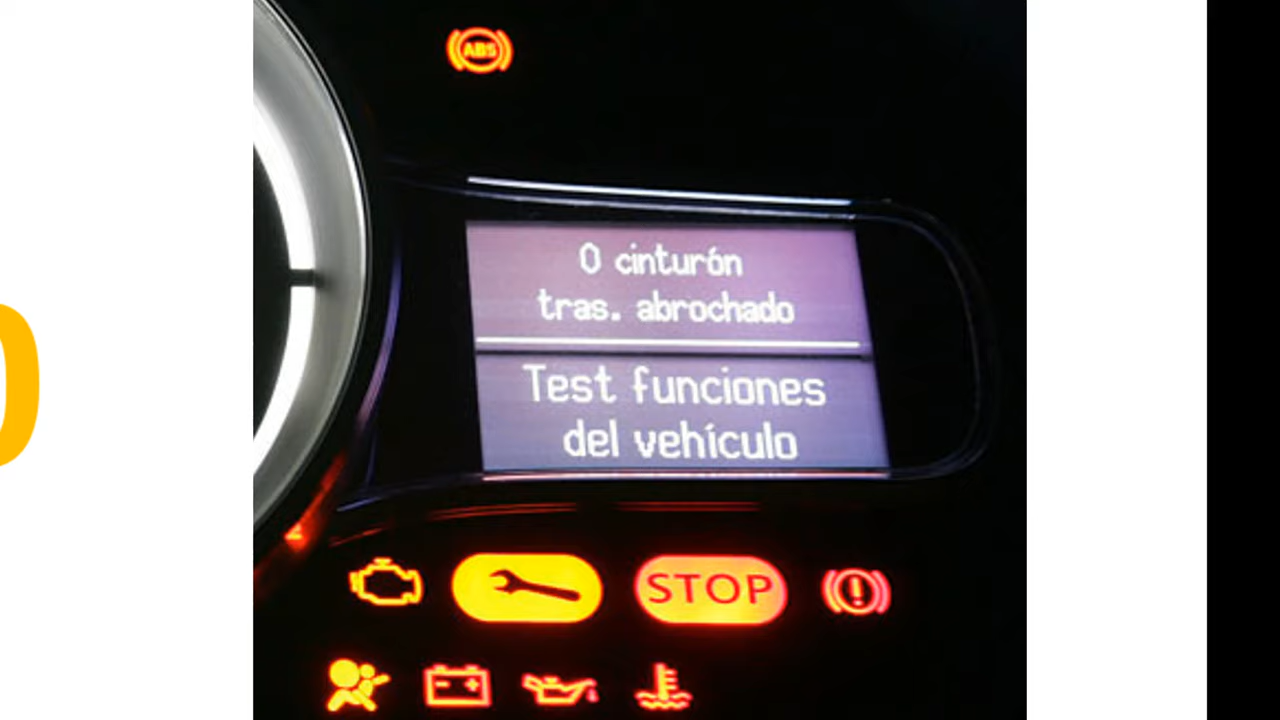 ABS
0 cinturón
tras. abrochado
Test funciones
del vehículo
STOP